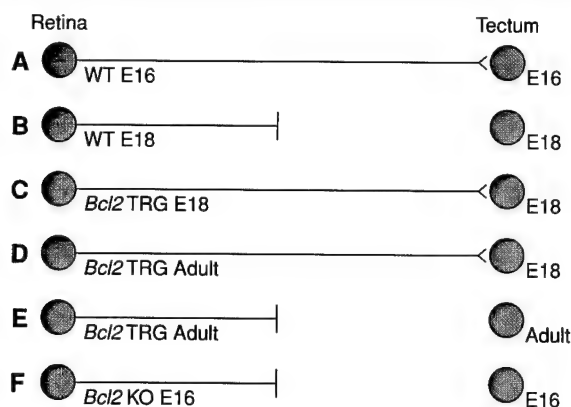 Retina Tectum
A WT E16 E16
B WT E18 E18
C Bcl2 TRG E18 E18
D Bcl2 TRG Adult E18
E Bcl2 TRG Adult Adult
F Bcl2 KO E16 E16